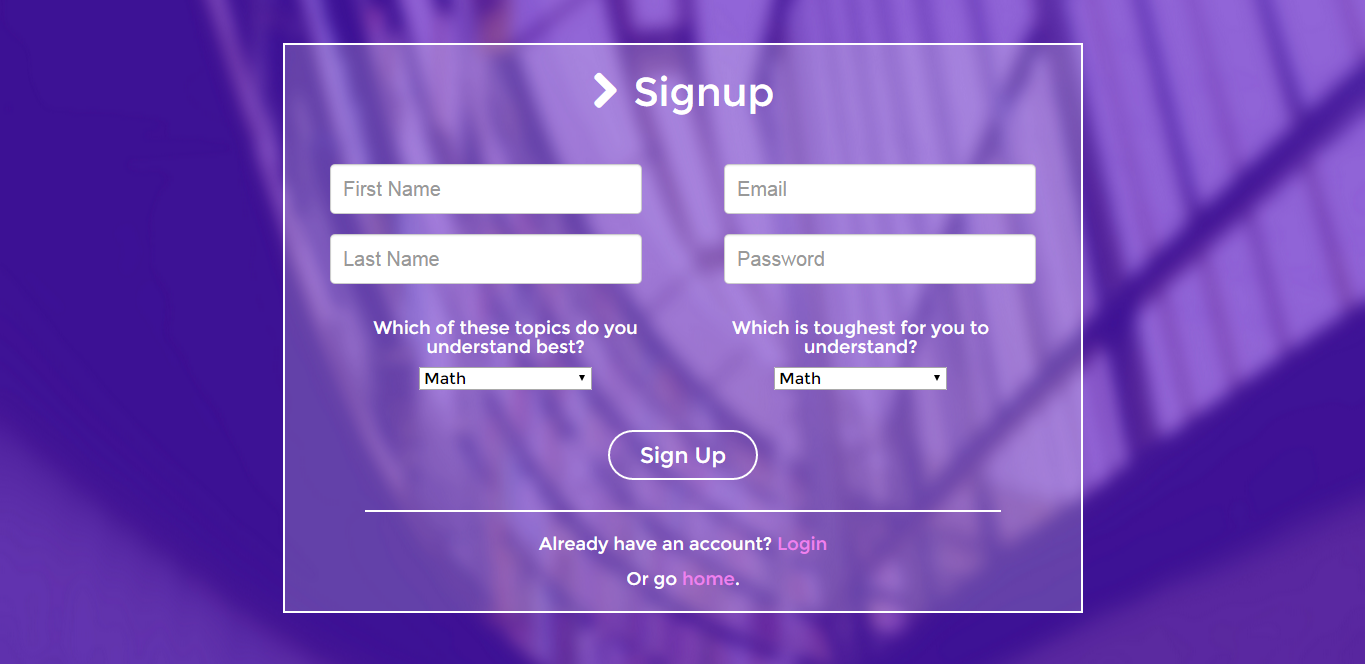 Signup
First Name
Email
Last Name
Password
Which of these topics do you
understand best?
Math
Which is toughest for you to
understand?
Math
Sign Up
Already have an account? Login
Or go home.